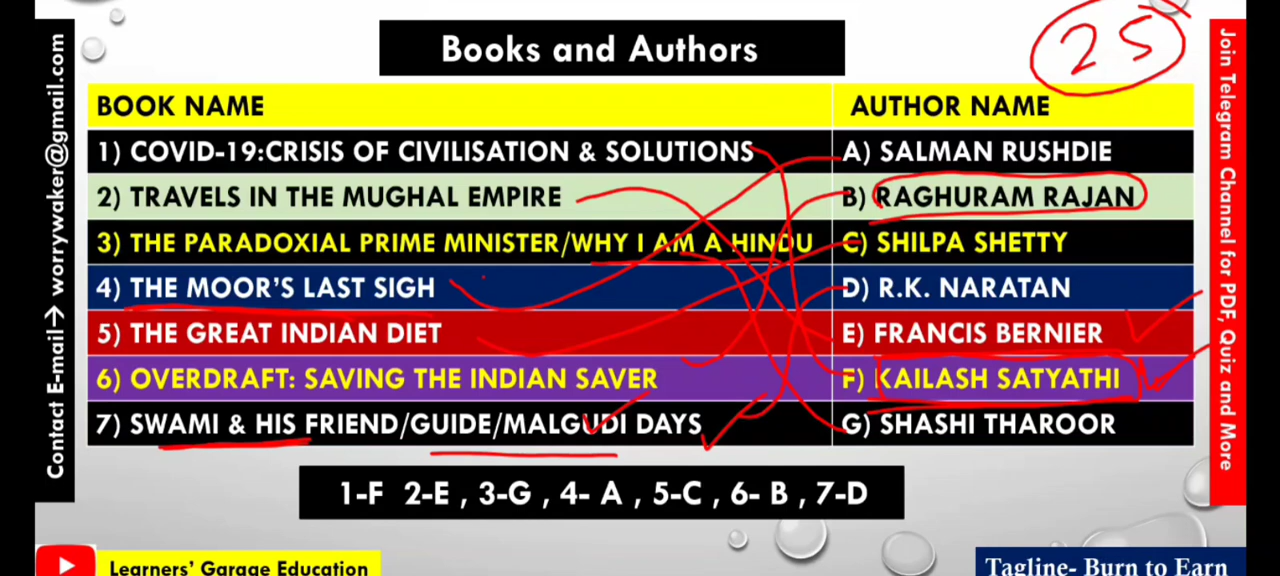 25
Books and Authors
BOOK NAME AUTHOR NAME
1) COVID-19:CRISIS OF CIVILISATION & SOLUTIONS A) SALMAN RUSHDIE
2) TRAVELS IN THE MUGHAL EMPIRE B) RAGHURAM RAJAN
3) THE PARADOXIAL PRIME MINISTER/WHY I AM A HINDU C) SHILPA SHETTY
4) THE MOOR'S LAST SIGH D) R.K. NARATAN
5) THE GREAT INDIAN DIET E) FRANCIS BERNIER
6) OVERDRAFT: SAVING THE INDIAN SAVER F) KAILASH SATYATHI
7) SWAMI & HIS FRIEND/GUIDE/MALGUDI DAYS G) SHASHI THAROOR
1-F 2-E , 3-G , 4- A, 5-C, 6- B, 7-D
Contact E-mail→ worrywaker@gmail.com
Join Telegram Channel for PDF, Quiz and More
Learners' Garage Education
Tagline- Burn to Earn